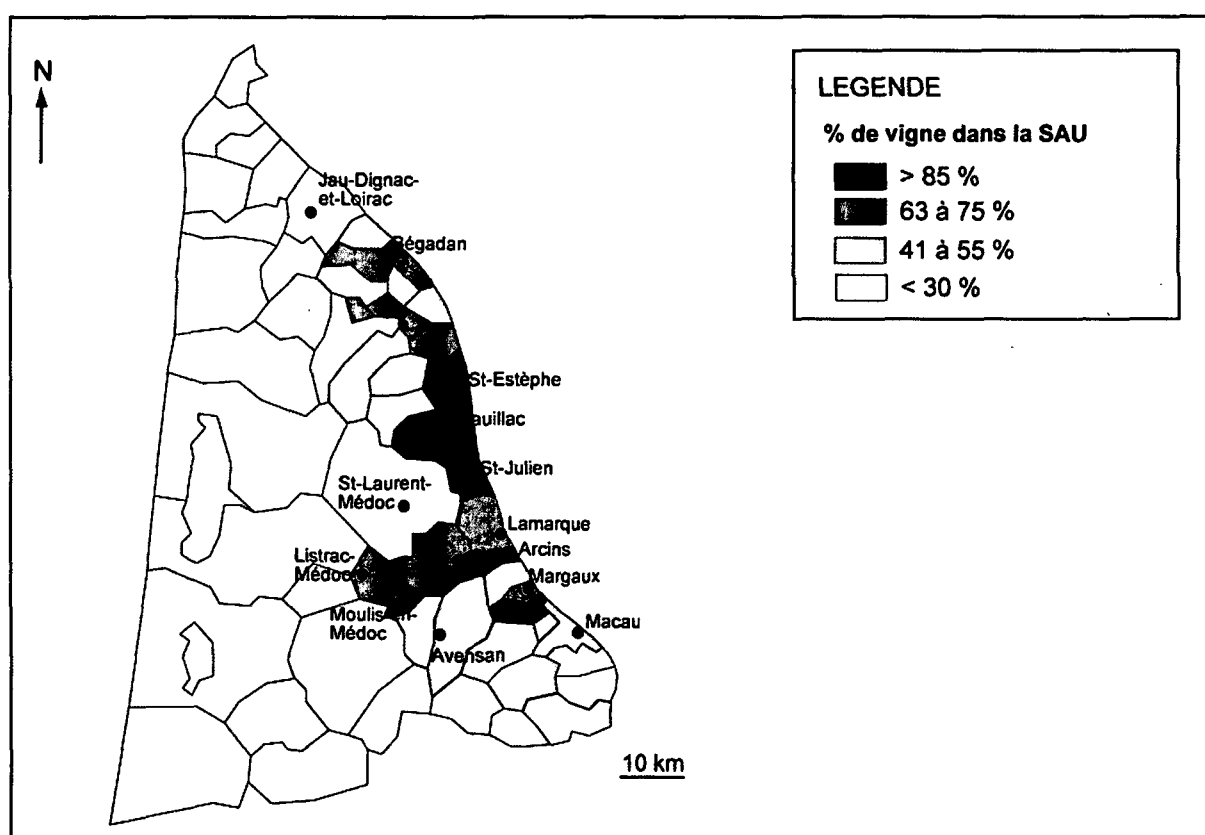 N
LEGENDE
% de vigne dans la SAU
> 85 %
63 à 75 %
41 à 55 %
< 30 %
Jau-Dignac-
et-Loirac
Bégadan
St-Estèphe
auillac
St-Julien
St-Laurent-
Médoc
Lamarque
Arcins
Listrac-
Médoc
Margaux
Moulis-en-
Médoc
Macau
Avensan
10 km